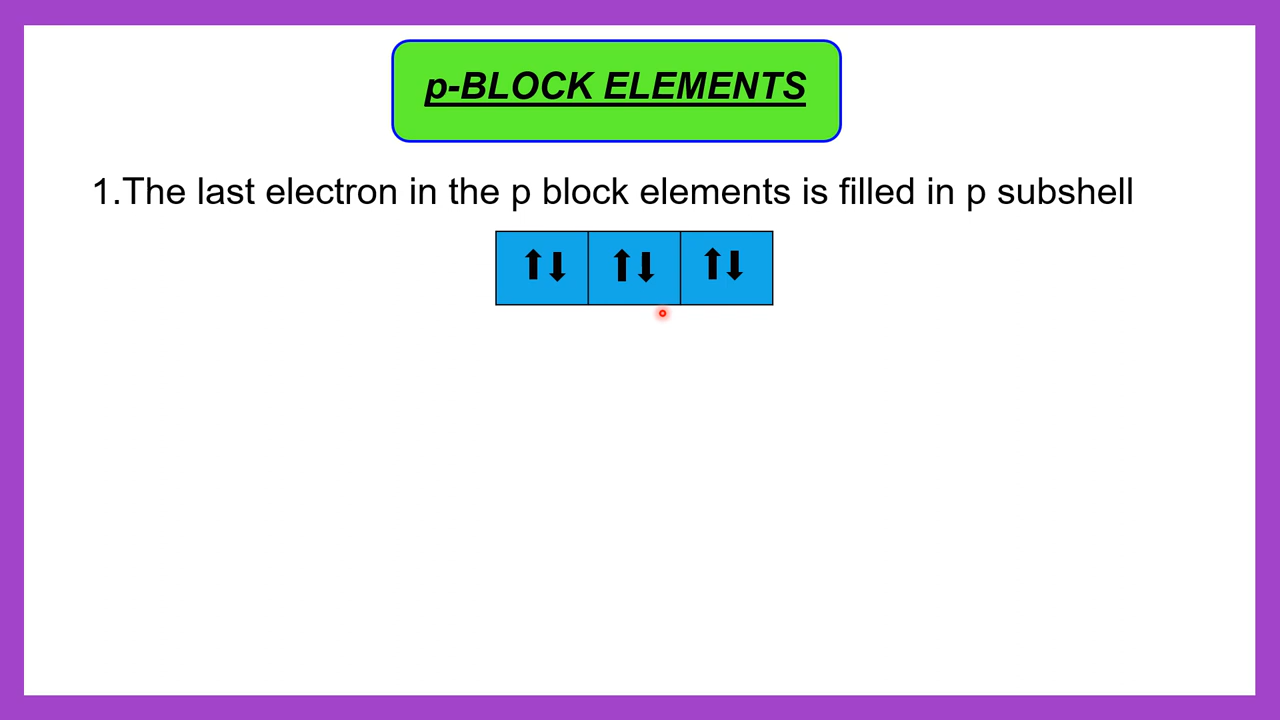 p-BLOCK ELEMENTS
1.The last electron in the p block elements is filled in p subshell